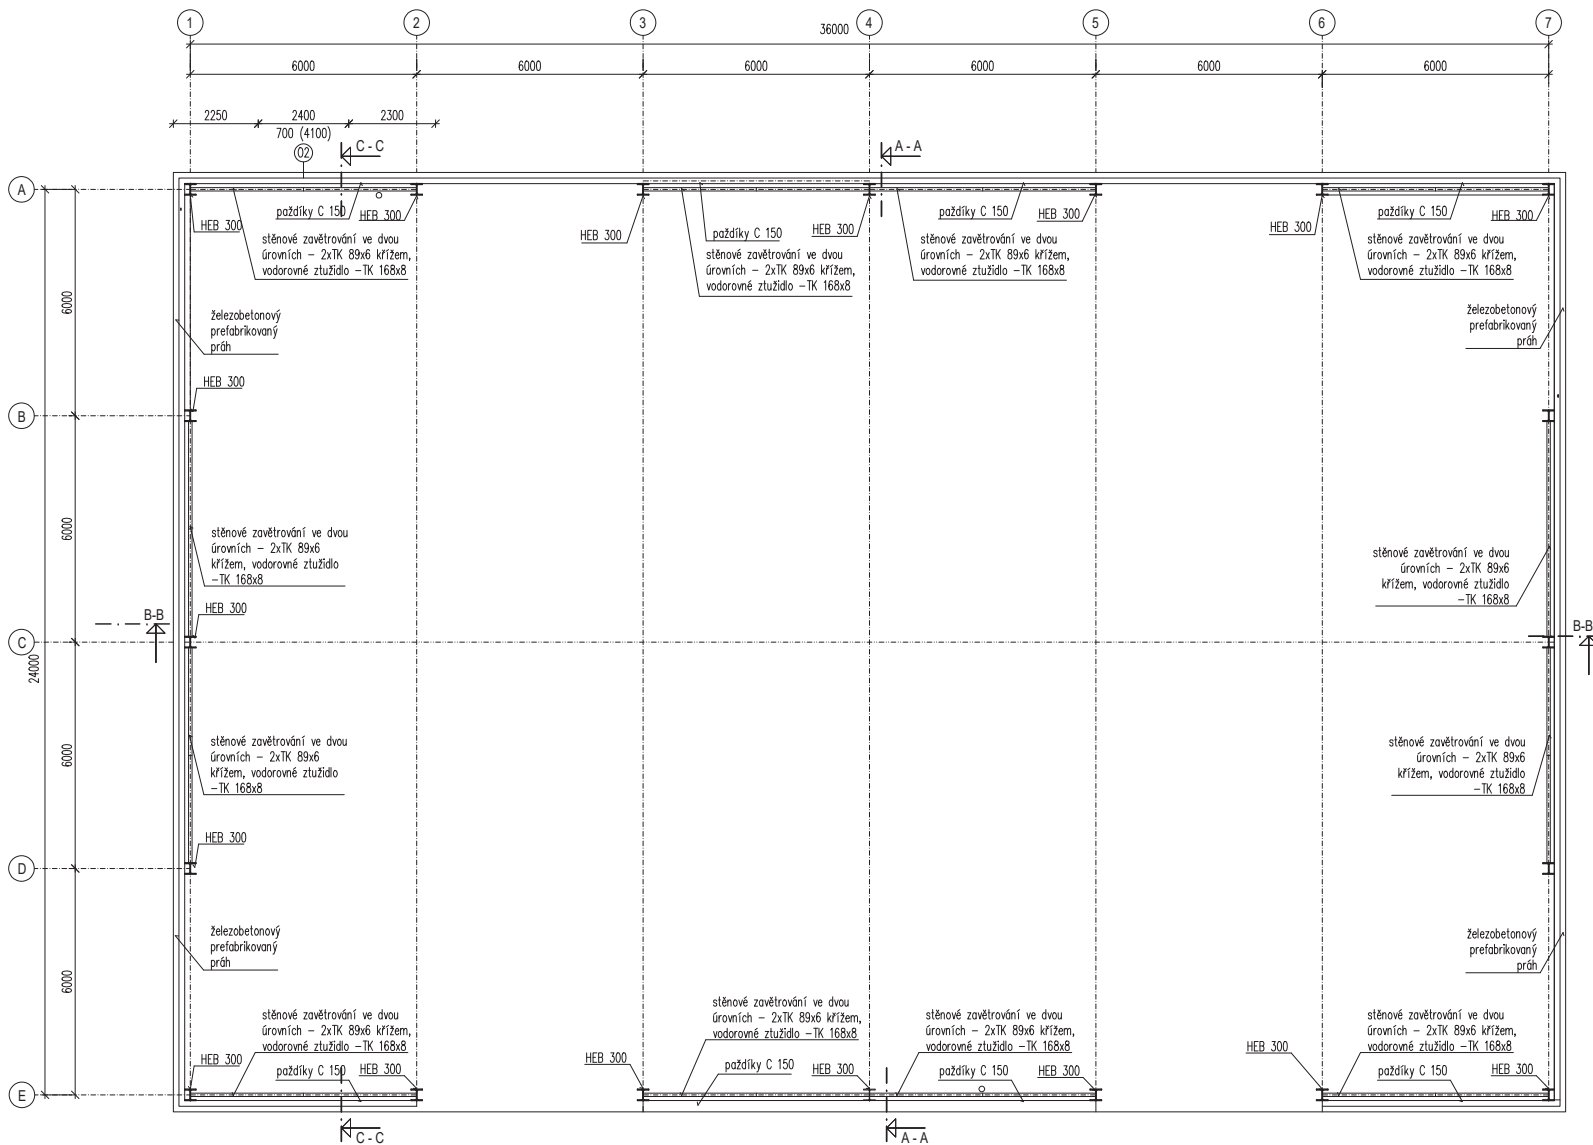 1
2
3
4
5
6
7
36000
6000
6000
6000
6000
6000
6000
2250
2400
2300
700 (4100)
02
C - C
A - A
A
HEB 300
paždíky C 150
HEB 300
stěnové zavětrování ve dvou
úrovních – 2xTK 89x6 křížem,
vodorovné ztužidlo –TK 168x8
HEB 300
paždíky C 150
HEB 300
stěnové zavětrování ve dvou
úrovních – 2xTK 89x6 křížem,
vodorovné ztužidlo –TK 168x8
paždíky C 150
HEB 300
stěnové zavětrování ve dvou
úrovních – 2xTK 89x6 křížem,
vodorovné ztužidlo –TK 168x8
HEB 300
paždíky C 150
HEB 300
stěnové zavětrování ve dvou
úrovních – 2xTK 89x6 křížem,
vodorovné ztužidlo –TK 168x8
6000
železobetonový
prefabrikovaný
práh
železobetonový
prefabrikovaný
práh
HEB 300
B
6000
stěnové zavětrování ve dvou
úrovních – 2xTK 89x6
křížem, vodorovné ztužidlo
–TK 168x8
stěnové zavětrování ve dvou
úrovních – 2xTK 89x6
křížem, vodorovné ztužidlo
–TK 168x8
HEB 300
B-B
B-B
C
24000
6000
stěnové zavětrování ve dvou
úrovních – 2xTK 89x6
křížem, vodorovné ztužidlo
–TK 168x8
stěnové zavětrování ve dvou
úrovních – 2xTK 89x6
křížem, vodorovné ztužidlo
–TK 168x8
HEB 300
D
6000
železobetonový
prefabrikovaný
práh
železobetonový
prefabrikovaný
práh
stěnové zavětrování ve dvou
úrovních – 2xTK 89x6 křížem,
vodorovné ztužidlo –TK 168x8
HEB 300
paždíky C 150
HEB 300
stěnové zavětrování ve dvou
úrovních – 2xTK 89x6 křížem,
vodorovné ztužidlo –TK 168x8
HEB 300
paždíky C 150
HEB 300
stěnové zavětrování ve dvou
úrovních – 2xTK 89x6 křížem,
vodorovné ztužidlo –TK 168x8
paždíky C 150
HEB 300
stěnové zavětrování ve dvou
úrovních – 2xTK 89x6 křížem,
vodorovné ztužidlo –TK 168x8
HEB 300
paždíky C 150
HEB 300
E
C - C
A - A